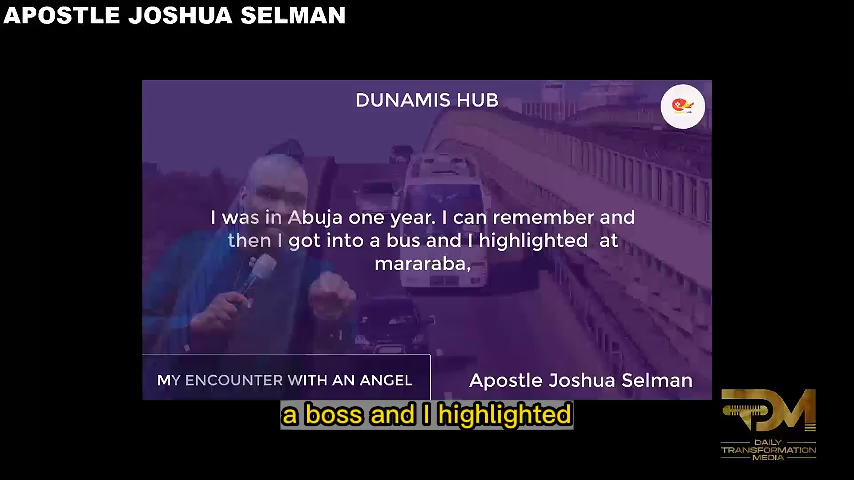 APOSTLE JOSHUA SELMAN
DUNAMIS HUB
I was in Abuja one year. I can remember and
then I got into a bus and I highlighted at
mararaba,
MY ENCOUNTER WITH AN ANGEL
Apostle Joshua Selman
a boss and I highlighted
RDM
DAILY
TRANSFORMATION
MEDIA